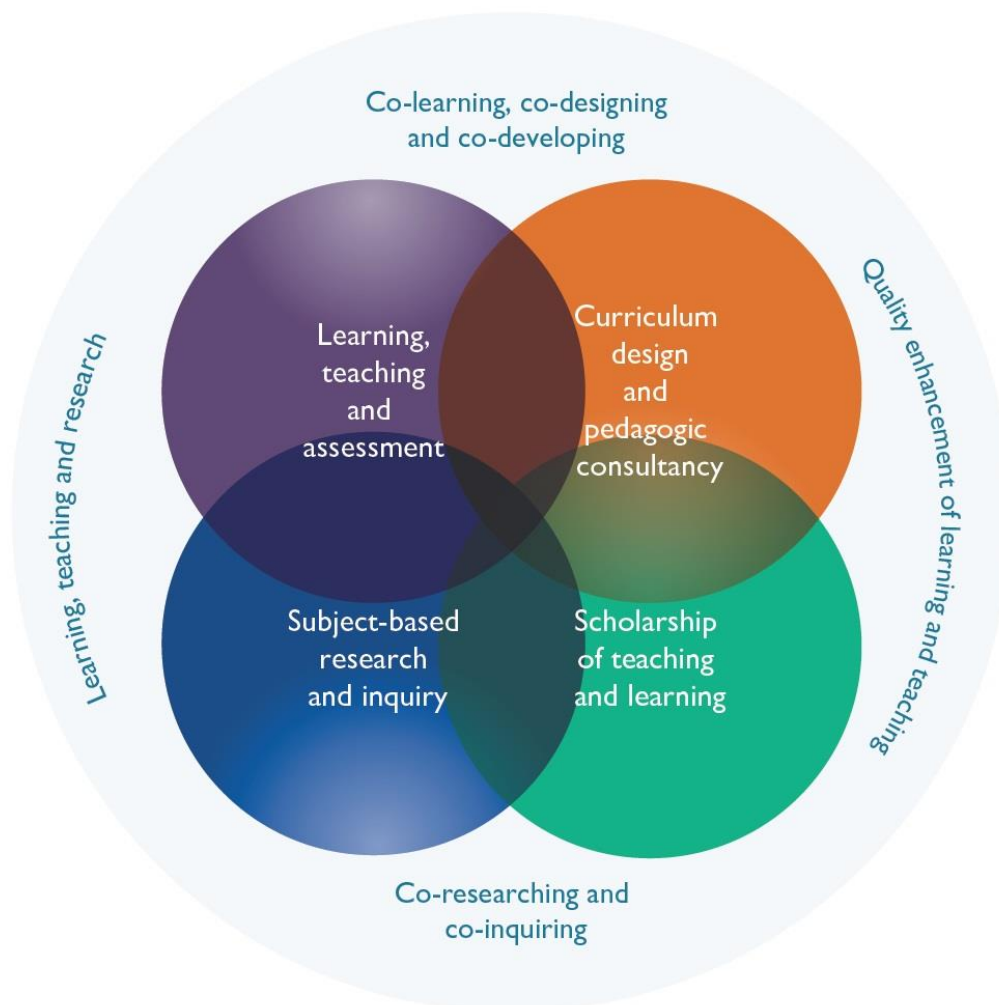 Co-learning, co-designing
and co-developing
Learning, teaching and research
Learning,
teaching
and
assessment
Curriculum
design
and
pedagogic
consultancy
Quality enhancement of learning and teaching
Subject-based
research
and inquiry
Scholarship
of teaching
and learning
Co-researching and
co-inquiring